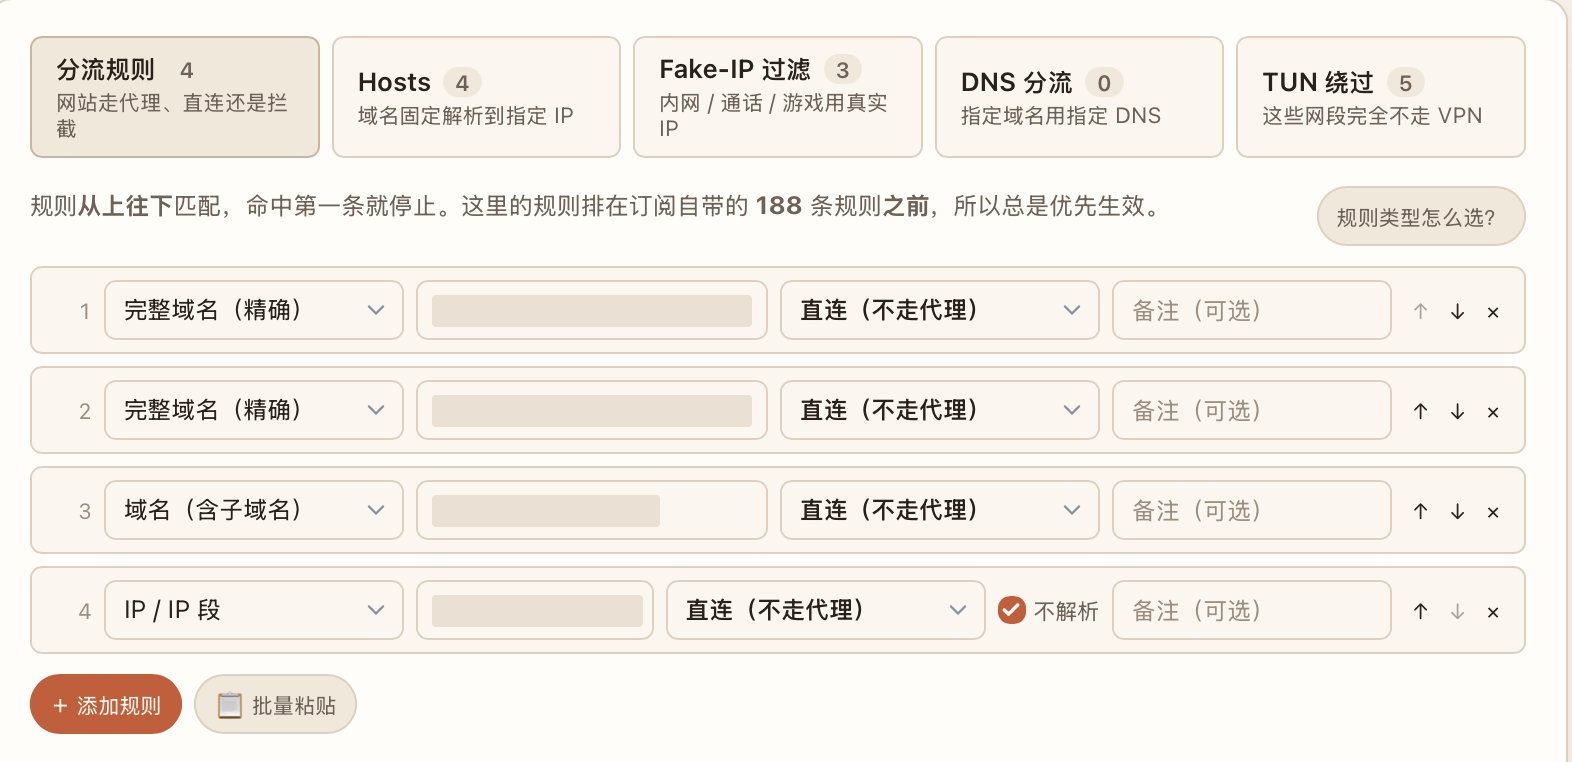 分流规则 4
网站走代理、直连还是拦
截
Hosts 4
域名固定解析到指定 IP
Fake-IP 过滤 3
内网 / 通话 / 游戏用真实
IP
DNS 分流 0
指定域名用指定 DNS
TUN 绕过 5
这些网段完全不走 VPN
规则从上往下匹配，命中第一条就停止。这里的规则排在订阅自带的 188 条规则之前，所以总是优先生效。
规则类型怎么选?
1 完整域名（精确） 直连（不走代理） 备注（可选） ↑ ↓ ×
2 完整域名（精确） 直连（不走代理） 备注（可选） ↑ ↓ ×
3 域名（含子域名） 直连（不走代理） 备注（可选） ↑ ↓ ×
4 IP / IP 段 直连（不走代理） 不解析 备注（可选） ↑ ↓ ×
+ 添加规则 批量粘贴